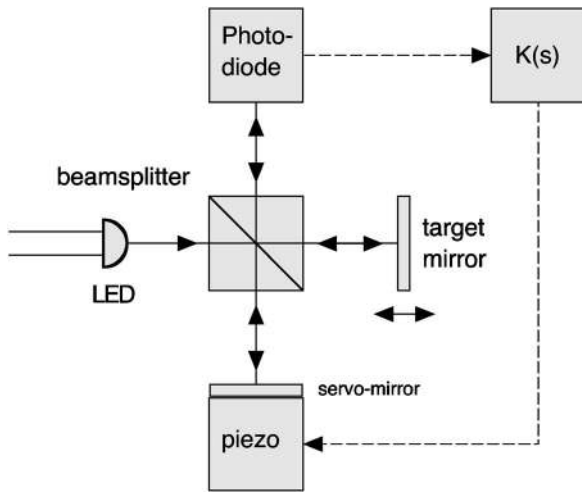 Photo-
diode
K(s)
beamsplitter
LED
target
mirror
servo-mirror
piezo